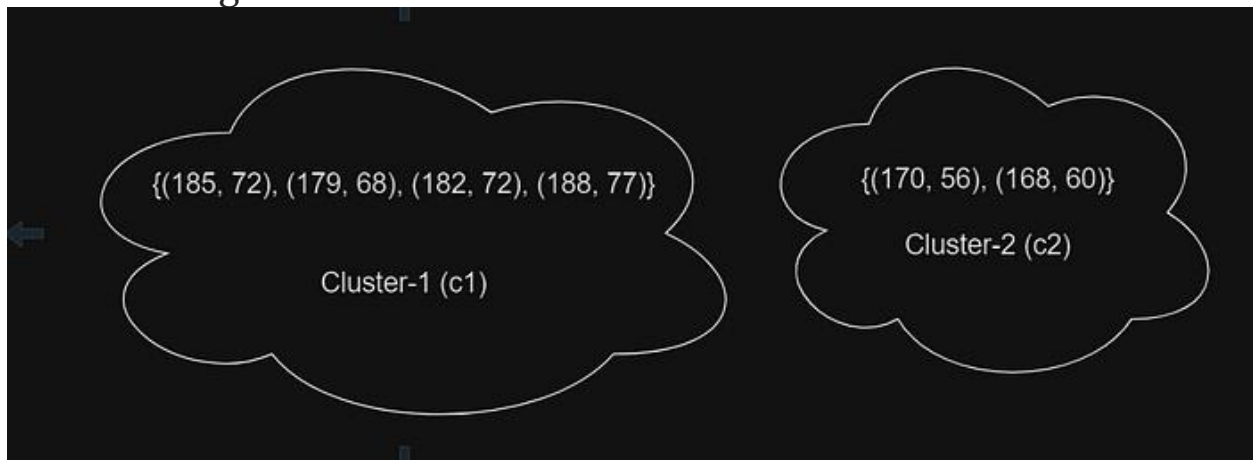 {(185, 72), (179, 68), (182, 72), (188, 77)}
Cluster-1 (c1)
{(170, 56), (168, 60)}
Cluster-2 (c2)